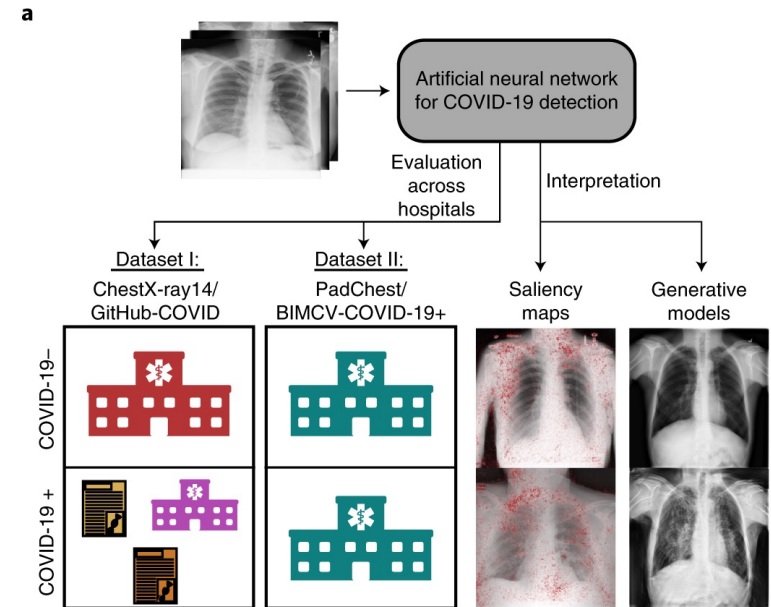 a
Artificial neural network
for COVID-19 detection
Evaluation
across
hospitals
Interpretation
Dataset I:
ChestX-ray14/
GitHub-COVID
Dataset II:
PadChest/
BIMCV-COVID-19+
Saliency
maps
Generative
models
COVID-19–
COVID-19 +